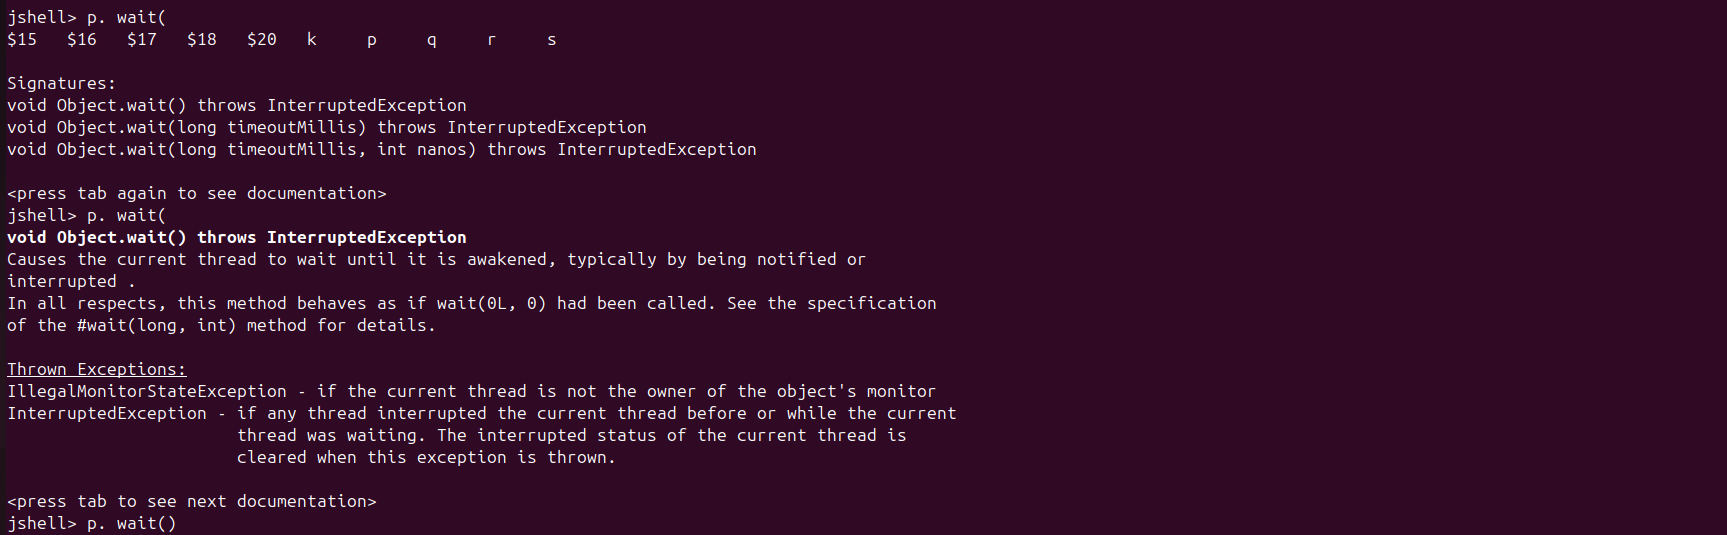 jshell> p. wait(
$15   $16   $17   $18   $20   k     p     q     r     s

Signatures:
void Object.wait() throws InterruptedException
void Object.wait(long timeoutMillis) throws InterruptedException
void Object.wait(long timeoutMillis, int nanos) throws InterruptedException

<press tab again to see documentation>
jshell> p. wait(
void Object.wait() throws InterruptedException
Causes the current thread to wait until it is awakened, typically by being notified or
interrupted .
In all respects, this method behaves as if wait(0L, 0) had been called. See the specification
of the #wait(long, int) method for details.

Thrown Exceptions:
IllegalMonitorStateException - if the current thread is not the owner of the object's monitor
InterruptedException - if any thread interrupted the current thread before or while the current
                       thread was waiting. The interrupted status of the current thread is
                       cleared when this exception is thrown.

<press tab to see next documentation>
jshell> p. wait()